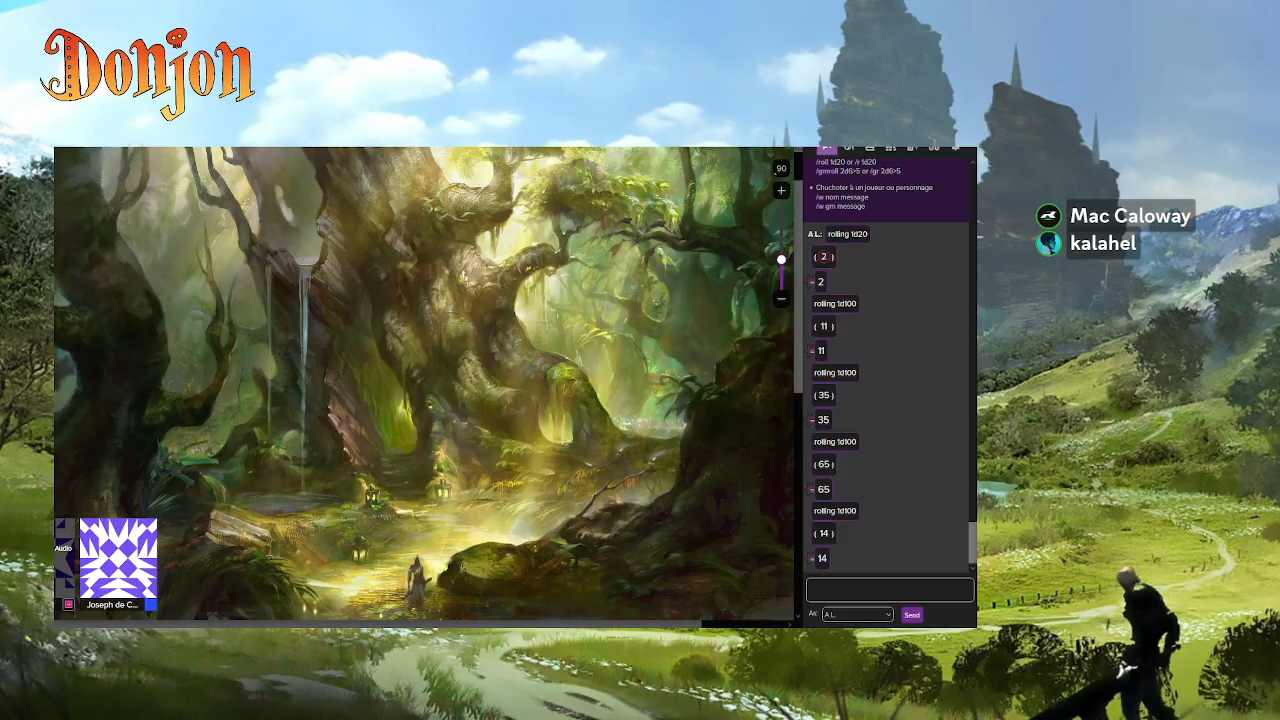 Donjon
/roll 1d20 or /r 1d20
/gmroll 2d6>5 or /gr 2d6>5
Chuchoter à un joueur ou personnage
/w nom message
/w gm message
90
A L: rolling 1d20
( 2 )
= 2
rolling 1d100
( 11 )
= 11
rolling 1d100
( 35 )
= 35
rolling 1d100
( 65 )
= 65
rolling 1d100
( 14 )
= 14
As: A L
Send
Audio
Joseph de C...
Mac Caloway
kalahel